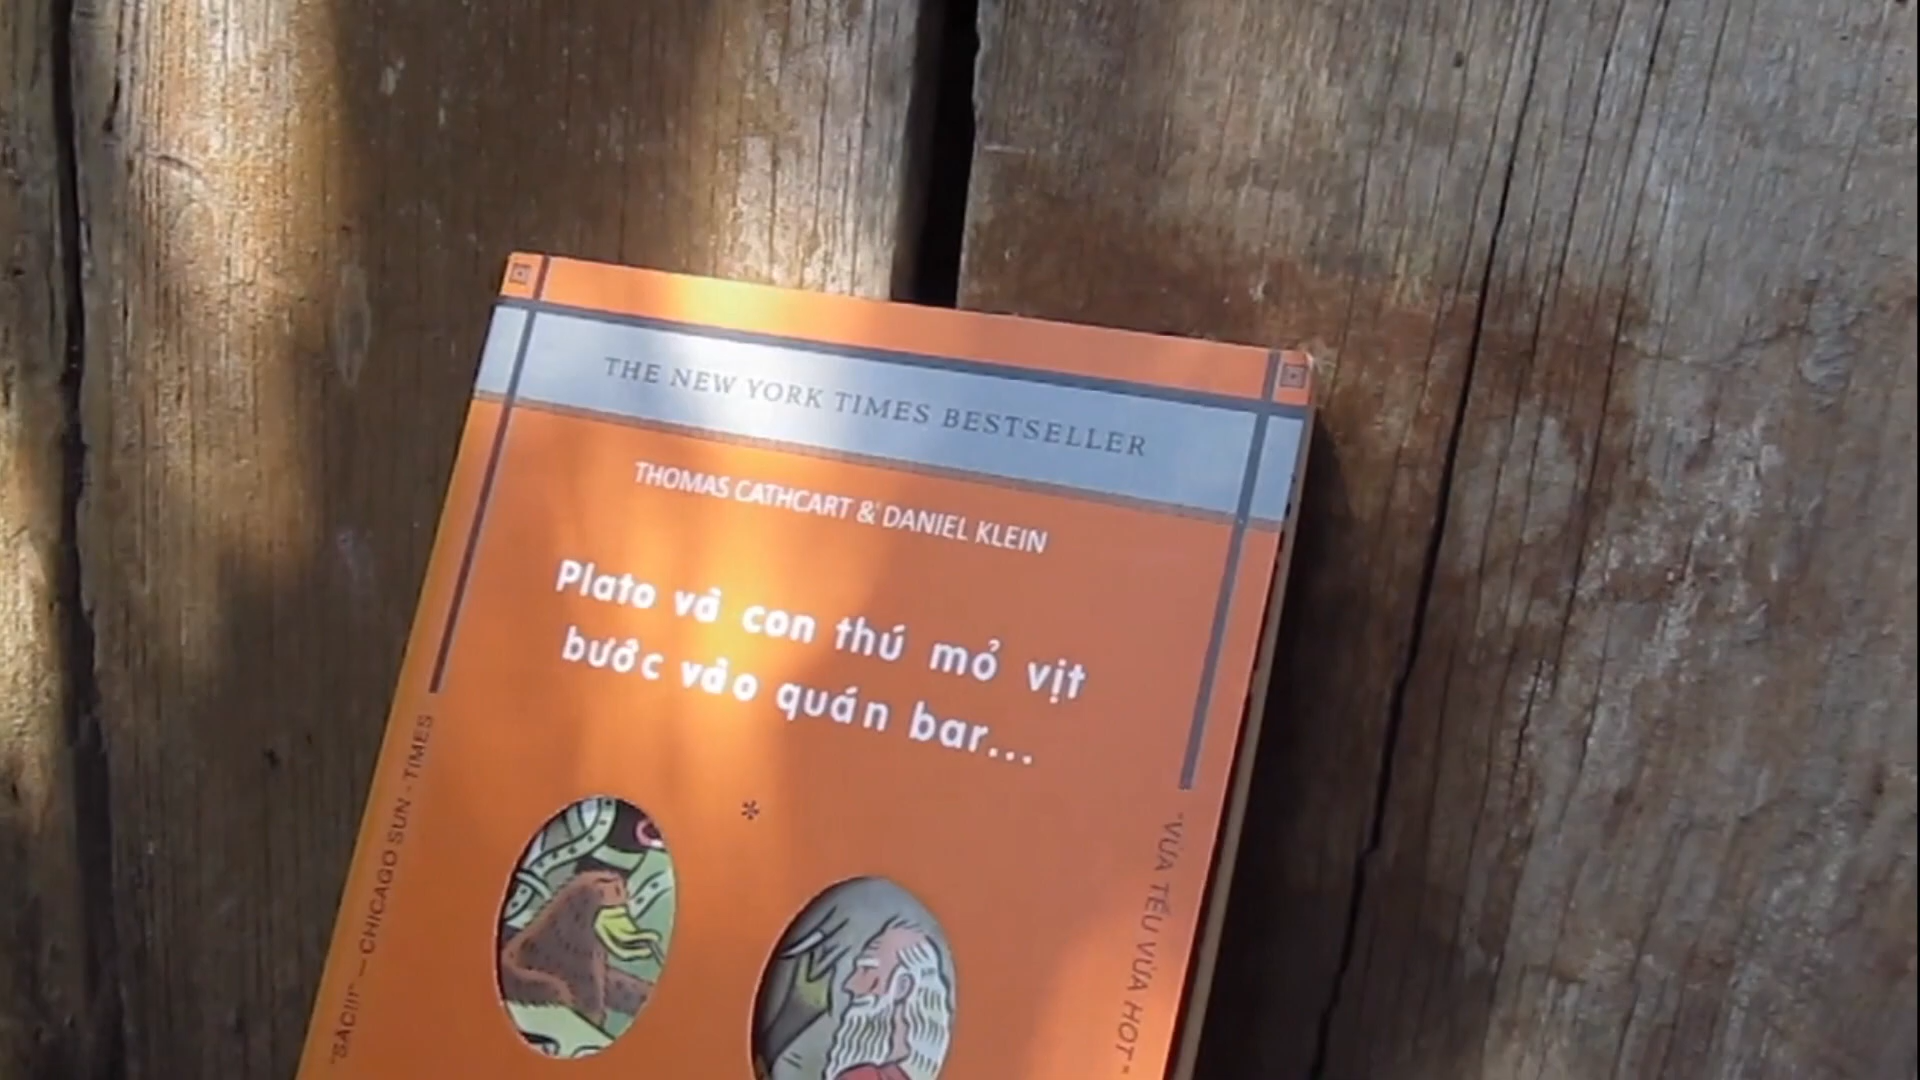 THE NEW YORK TIMES BESTSELLER
THOMAS CATHCART & DANIEL KLEIN
Plato và con thú mỏ vịt
bước vào quán bar...
*
CHICAGO SUN - TIMES
"VỪA TẾU VỪA HOT"